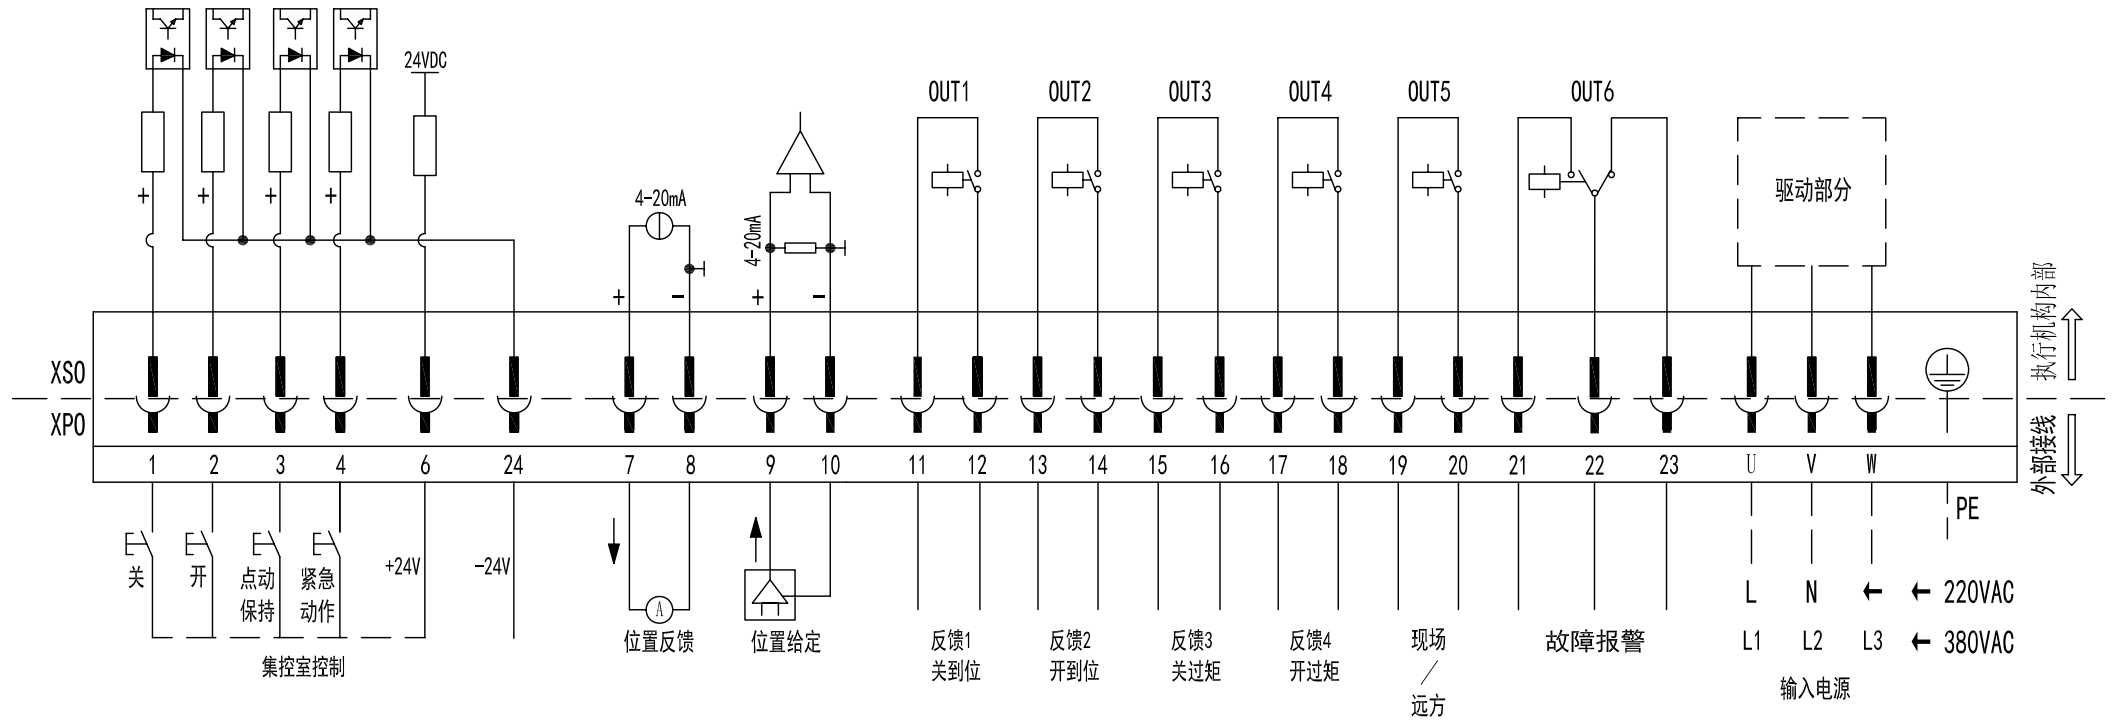 24VDC
+
+
+
+
4-20mA
+
-
4-20mA
+
-
OUT1
OUT2
OUT3
OUT4
OUT5
OUT6
驱动部分
执行机构内部
外部接线
XS0
XP0
1 2 3 4 6 24 7 8 9 10 11 12 13 14 15 16 17 18 19 20 21 22 23 U V W
PE
关
开
点动
保持
紧急
动作
+24V
-24V
集控室控制
A
位置反馈
位置给定
反馈1
关到位
反馈2
开到位
反馈3
关过矩
反馈4
开过矩
现场
/
远方
故障报警
L N ← ← 220VAC
L1 L2 L3 ← 380VAC
输入电源